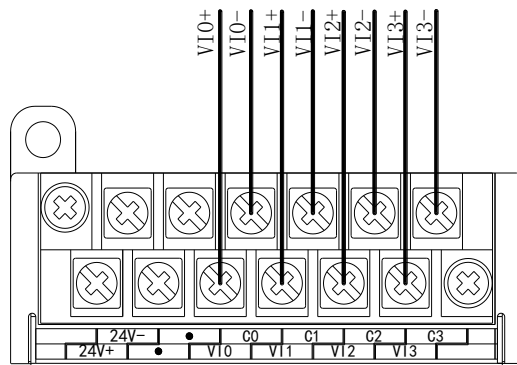 VI0+ VI0- VI1+ VI1- VI2+ VI2- VI3+ VI3-
24V- • C0 C1 C2 C3
24V+ • VI0 VI1 VI2 VI3